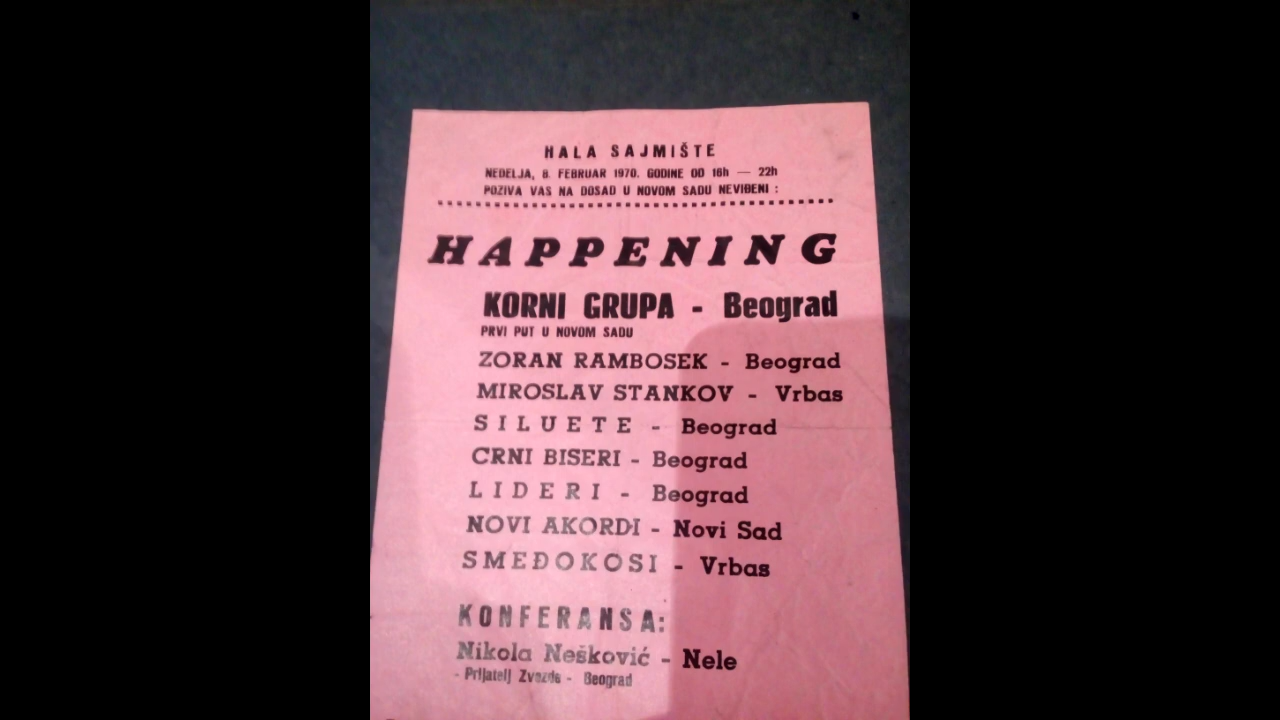 HALA SAJMIŠTE
NEDELJA, 8. FEBRUAR 1970. GODINE OD 16h — 22h
POZIVA VAS NA DOSAD U NOVOM SADU NEVIĐENI :
HAPPENING
KORNI GRUPA - Beograd
PRVI PUT U NOVOM SADU
ZORAN RAMBOSEK - Beograd
MIROSLAV STANKOV - Vrbas
SILUETE - Beograd
CRNI BISERI - Beograd
LIDERI - Beograd
NOVI AKORDI - Novi Sad
SMEĐOKOSI - Vrbas
KONFERANSA:
Nikola Nešković - Nele
- Prijatelj Zvezda - Beograd